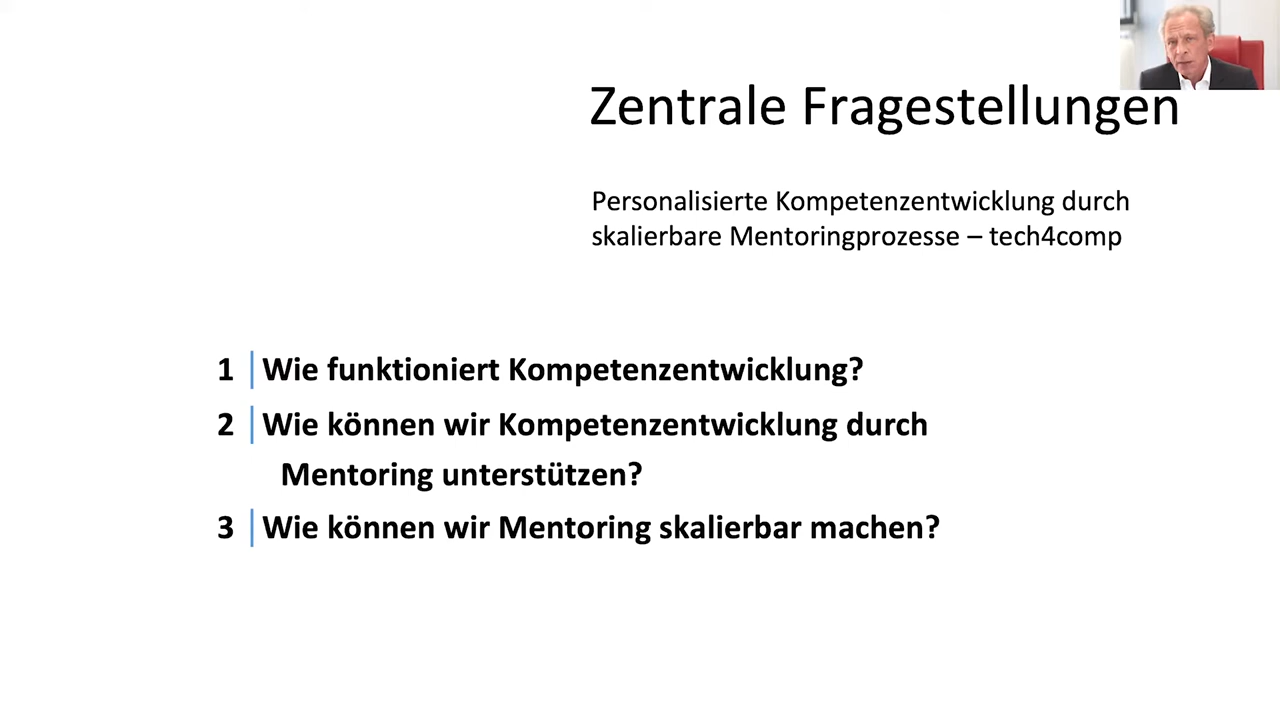 Zentrale Fragestellungen
Personalisierte Kompetenzentwicklung durch
skalierbare Mentoringprozesse – tech4comp
1 Wie funktioniert Kompetenzentwicklung?
2 Wie können wir Kompetenzentwicklung durch
Mentoring unterstützen?
3 Wie können wir Mentoring skalierbar machen?